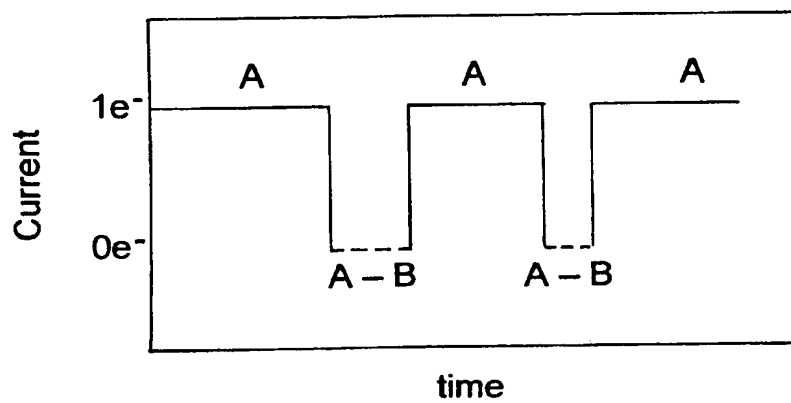 A A A
1e⁻
Current
0e⁻
A – B A – B
time